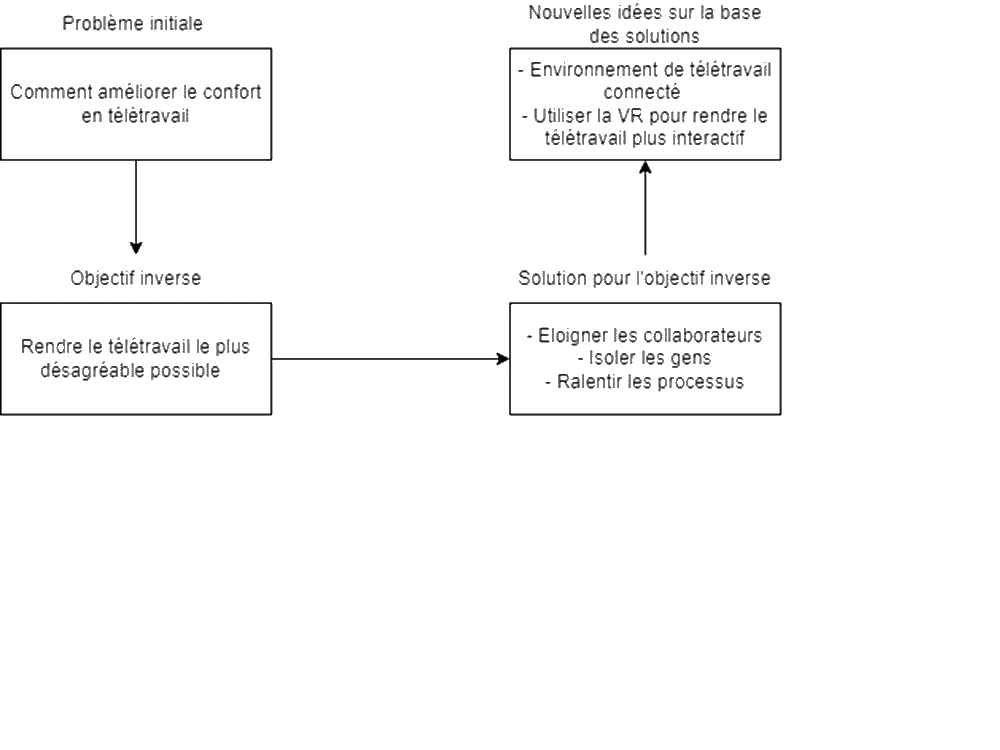 Problème initiale
Comment améliorer le confort
en télétravail
Objectif inverse
Rendre le télétravail le plus
désagréable possible
Solution pour l'objectif inverse
- Eloigner les collaborateurs
- Isoler les gens
- Ralentir les processus
Nouvelles idées sur la base
des solutions
- Environnement de télétravail
connecté
- Utiliser la VR pour rendre le
télétravail plus interactif